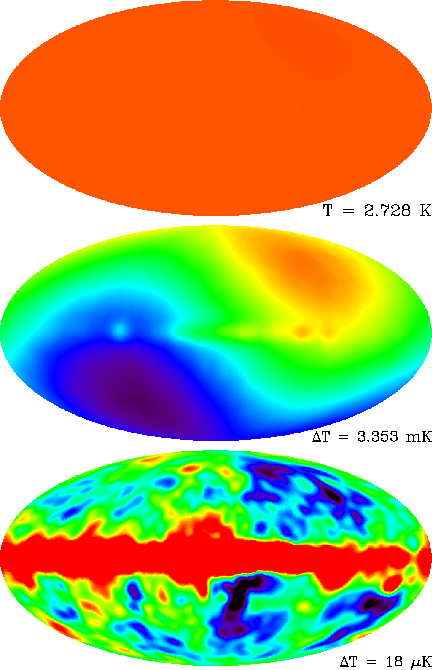 T = 2.728 K
ΔT = 3.353 mK
ΔT = 18 μK